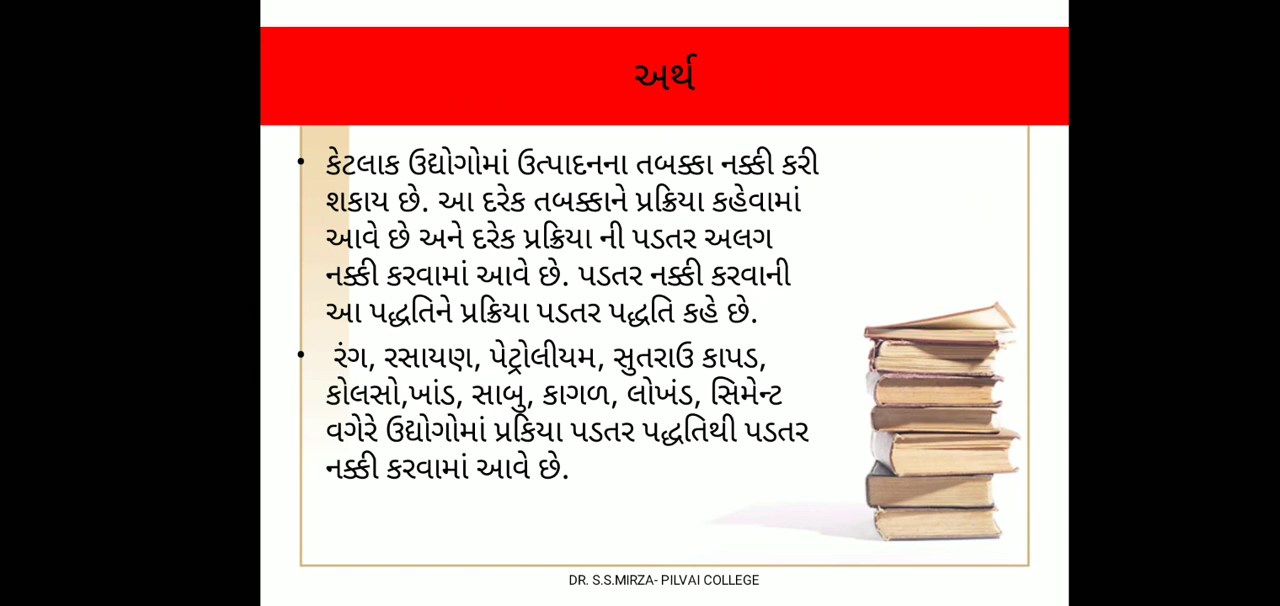 અર્થ
• કેટલાક ઉદ્યોગોમાં ઉત્પાદનના તબક્કા નક્કી કરી
શકાય છે. આ દરેક તબક્કાને પ્રક્રિયા કહેવામાં
આવે છે અને દરેક પ્રક્રિયા ની પડતર અલગ
નક્કી કરવામાં આવે છે. પડતર નક્કી કરવાની
આ પદ્ધતિને પ્રક્રિયા પડતર પદ્ધતિ કહે છે.
• રંગ, રસાયણ, પેટ્રોલીયમ, સુતરાઉ કાપડ,
કોલસો,ખાંડ, સાબુ, કાગળ, લોખંડ, સિમેન્ટ
વગેરે ઉદ્યોગોમાં પ્રકિયા પડતર પદ્ધતિથી પડતર
નક્કી કરવામાં આવે છે.
DR. S.S.MIRZA- PILVAI COLLEGE